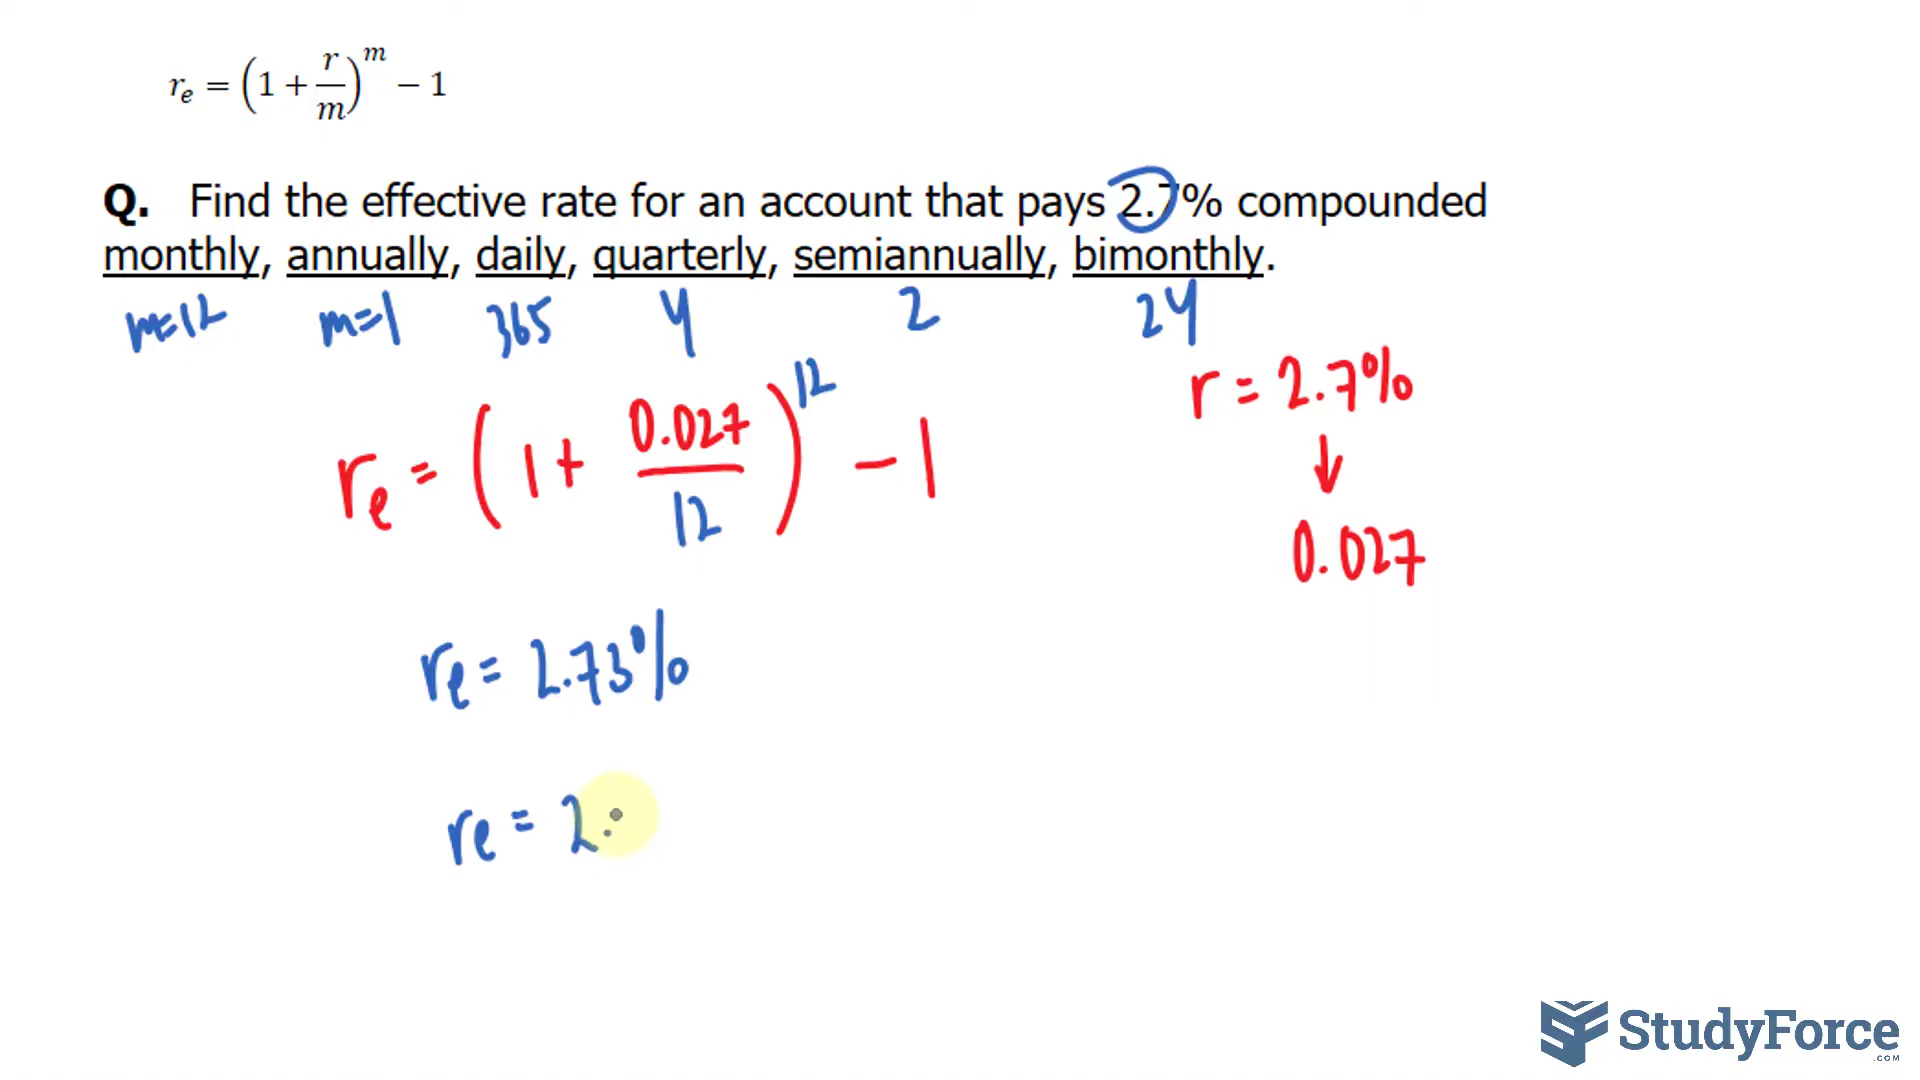 rₑ = (1 + r/m)^m − 1
Q. Find the effective rate for an account that pays 2.7% compounded
monthly, annually, daily, quarterly, semiannually, bimonthly.
m=12 m=1 365 4 2 24
r = 2.7%
rₑ = (1 + 0.027/12)^12 − 1
↓
0.027
rₑ = 2.73%
rₑ = 2.
StudyForce
.COM